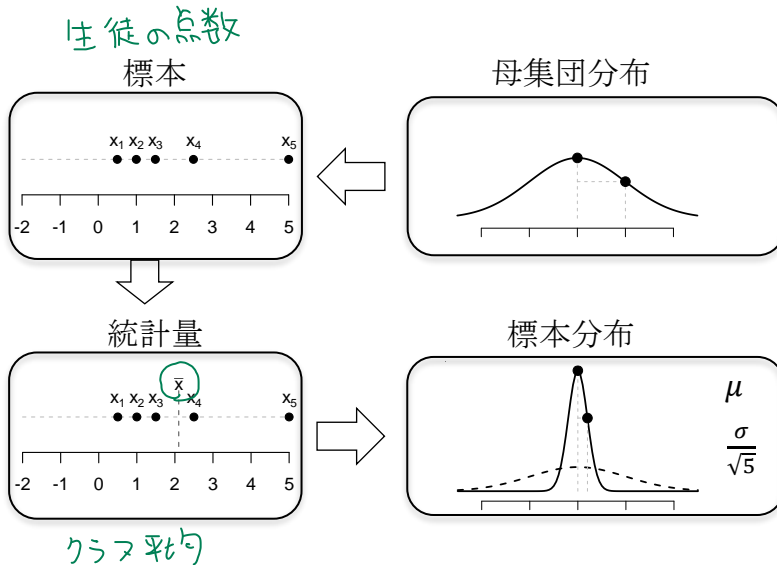 生徒の点数
標本
母集団分布
x₁ x₂ x₃ x₄ x₅
-2 -1 0 1 2 3 4 5
統計量
標本分布
x̄
x₁ x₂ x₃ x₄ x₅
-2 -1 0 1 2 3 4 5
μ
σ/√5
クラス平均